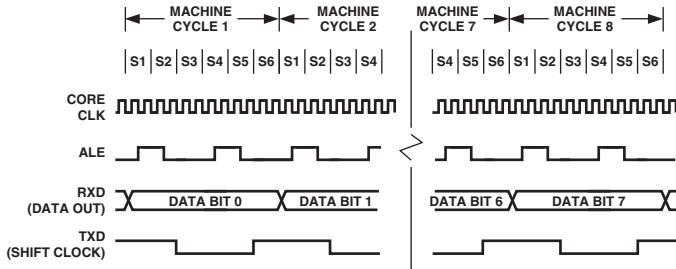 MACHINE CYCLE 1
MACHINE CYCLE 2
MACHINE CYCLE 7
MACHINE CYCLE 8
S1 S2 S3 S4 S5 S6 S1 S2 S3 S4
S4 S5 S6 S1 S2 S3 S4 S5 S6
CORE CLK
ALE
RXD (DATA OUT)
DATA BIT 0
DATA BIT 1
DATA BIT 6
DATA BIT 7
TXD (SHIFT CLOCK)